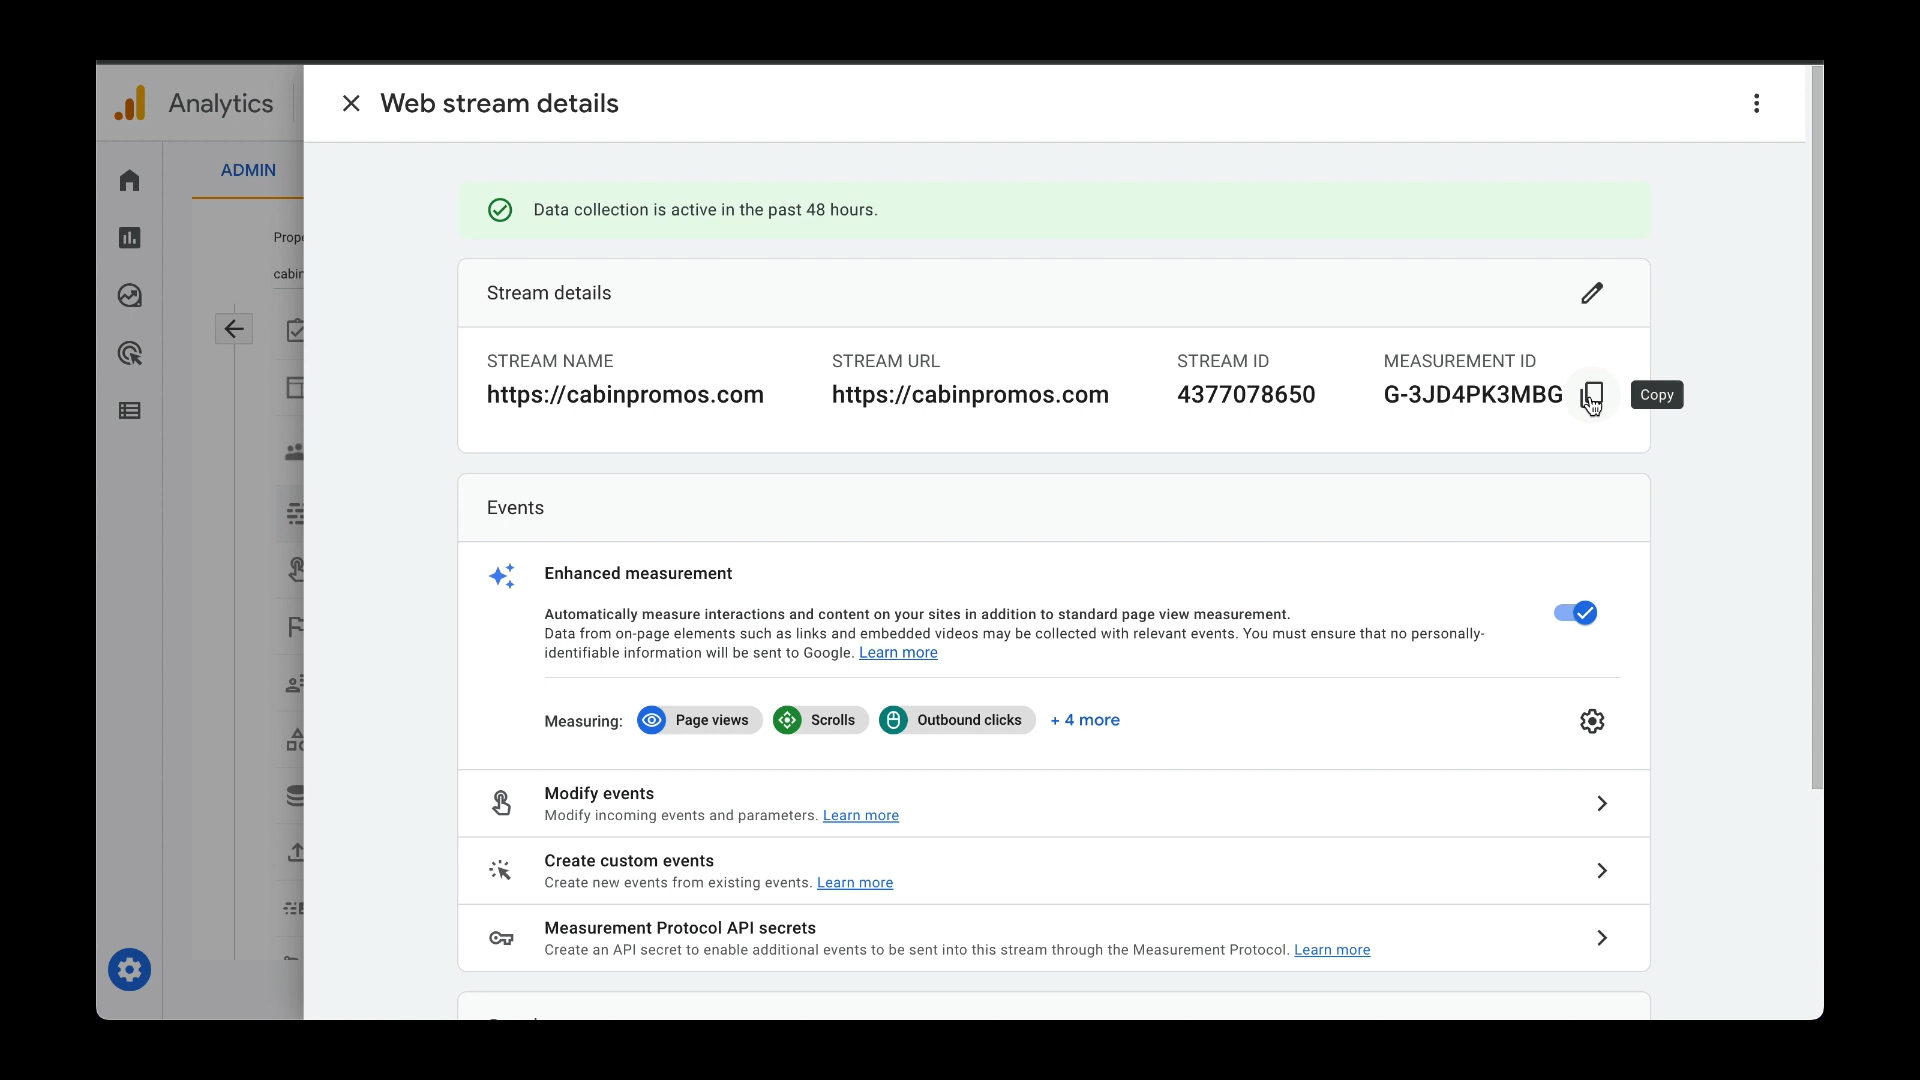 Analytics
Web stream details
ADMIN
Data collection is active in the past 48 hours.
Stream details
STREAM NAME
https://cabinpromos.com
STREAM URL
https://cabinpromos.com
STREAM ID
4377078650
MEASUREMENT ID
G-3JD4PK3MBG
Copy
Events
Enhanced measurement
Automatically measure interactions and content on your sites in addition to standard page view measurement.
Data from on-page elements such as links and embedded videos may be collected with relevant events. You must ensure that no personally-
identifiable information will be sent to Google. Learn more
Measuring: Page views Scrolls Outbound clicks + 4 more
Modify events
Modify incoming events and parameters. Learn more
Create custom events
Create new events from existing events. Learn more
Measurement Protocol API secrets
Create an API secret to enable additional events to be sent into this stream through the Measurement Protocol. Learn more